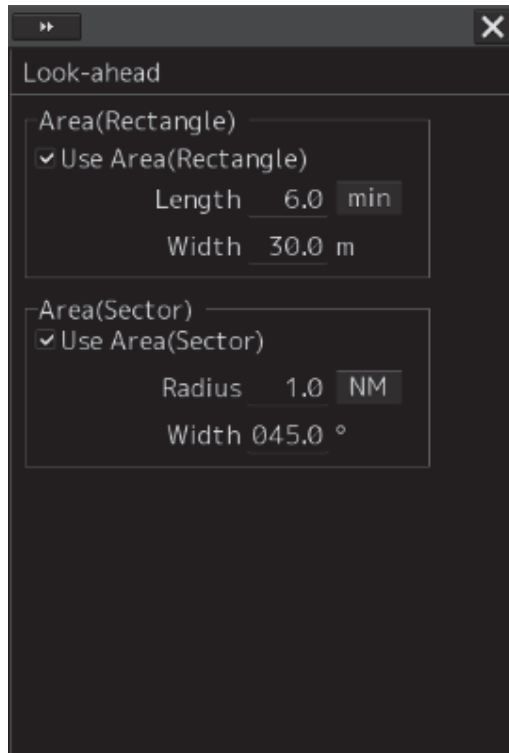 Look-ahead
Area(Rectangle)
Use Area(Rectangle)
Length 6.0 min
Width 30.0 m
Area(Sector)
Use Area(Sector)
Radius 1.0 NM
Width 045.0 °